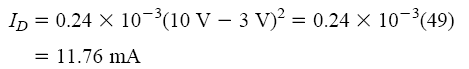 I_D = 0.24 × 10⁻³(10 V − 3 V)² = 0.24 × 10⁻³(49)
= 11.76 mA